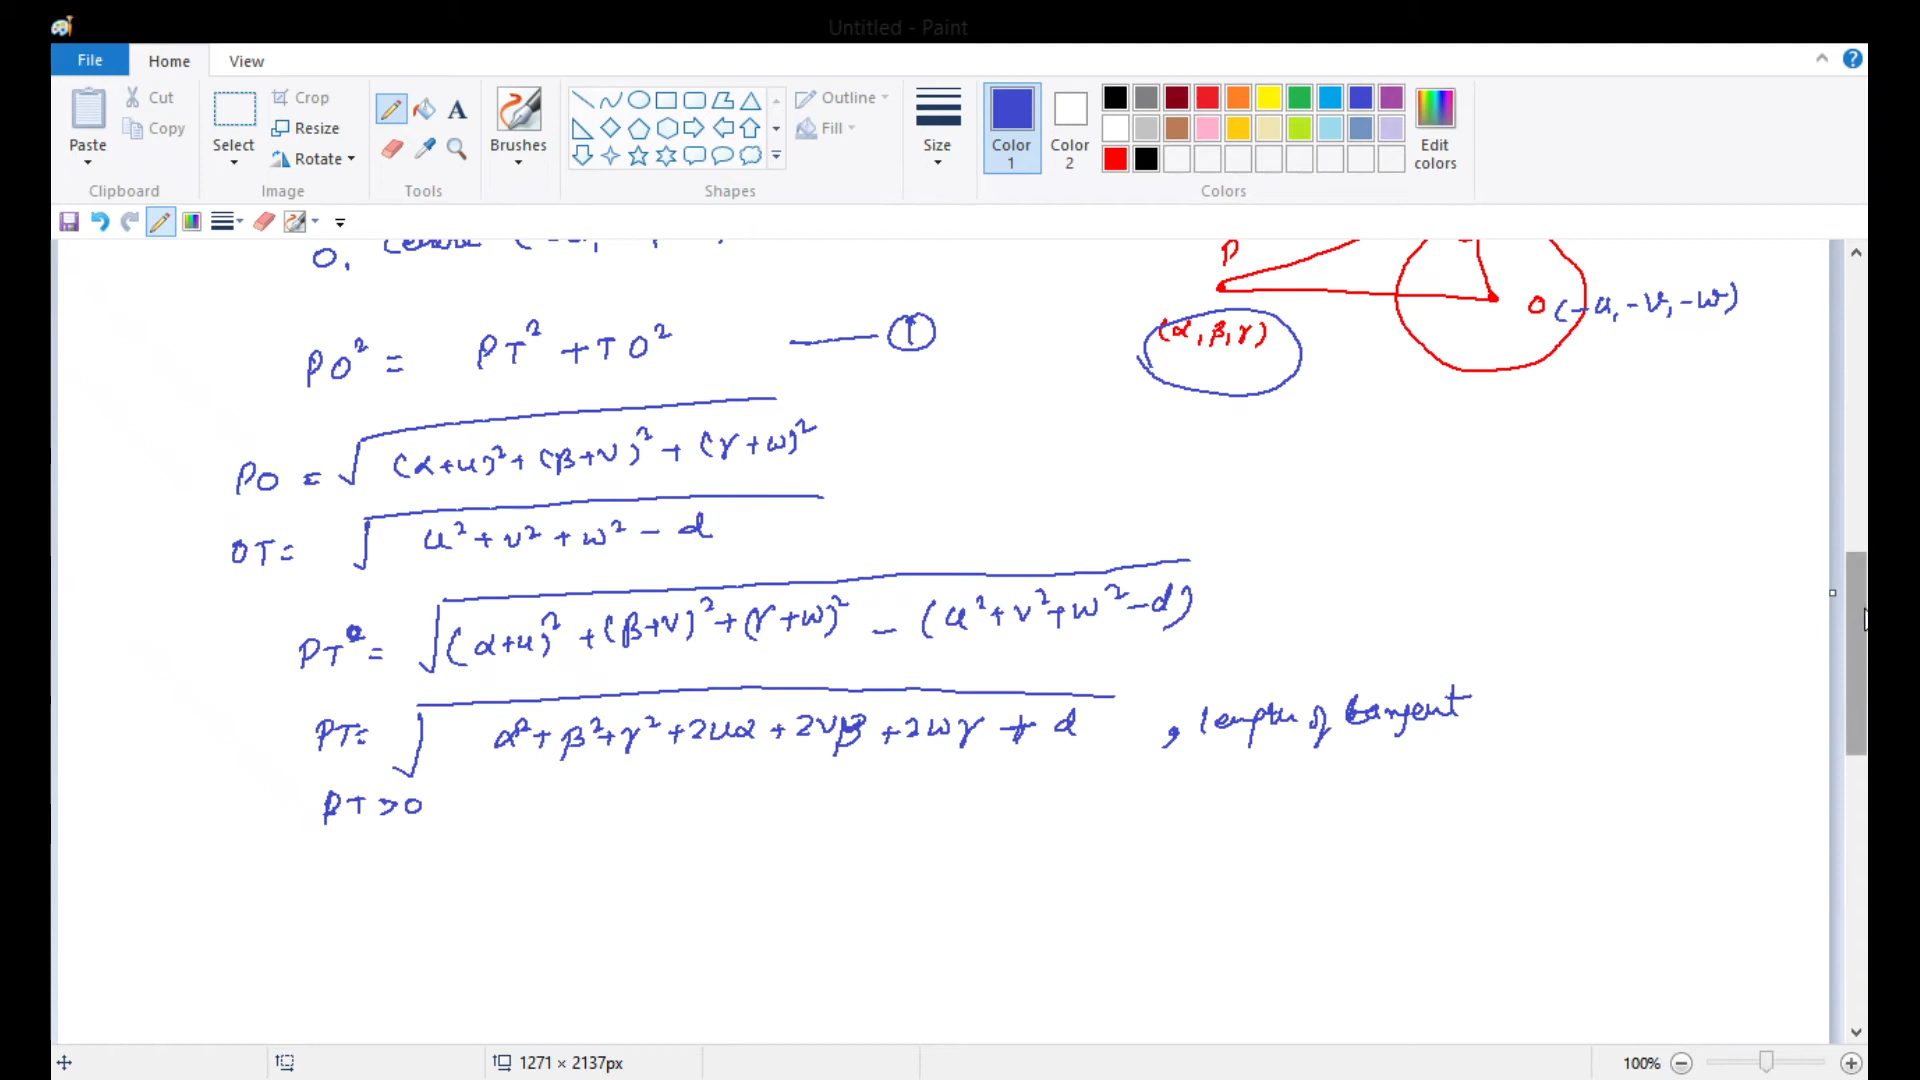 Untitled - Paint
File Home View
Cut
Copy
Paste
Clipboard
Select
Crop
Resize
Rotate
Image
Tools
Brushes
Shapes
Outline
Fill
Size
Color 1
Color 2
Edit colors
Colors
O,
P
O (-u, -v, -w)
(α, β, γ)
PO² = PT² + TO² —— ①
PO = √(α+u)² + (β+v)² + (γ+w)²
OT = √u² + v² + w² - d
PT = √(α+u)² + (β+v)² + (γ+w)² - (u² + v² + w² - d)
PT = √α² + β² + γ² + 2uα + 2vβ + 2wγ + d , length of tangent
PT > 0
1271 × 2137px
100%